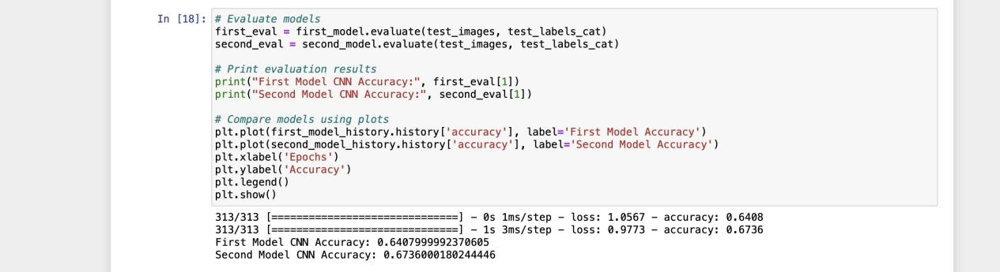 In [18]: # Evaluate models
first_eval = first_model.evaluate(test_images, test_labels_cat)
second_eval = second_model.evaluate(test_images, test_labels_cat)
# Print evaluation results
print("First Model CNN Accuracy:", first_eval[1])
print("Second Model CNN Accuracy:", second_eval[1])
# Compare models using plots
plt.plot(first_model_history.history['accuracy'], label='First Model Accuracy')
plt.plot(second_model_history.history['accuracy'], label='Second Model Accuracy')
plt.xlabel('Epochs')
plt.ylabel('Accuracy')
plt.legend()
plt.show()
313/313 [==============================] - 0s 1ms/step - loss: 1.0567 - accuracy: 0.6408
313/313 [==============================] - 1s 3ms/step - loss: 0.9773 - accuracy: 0.6736
First Model CNN Accuracy: 0.6407999992370605
Second Model CNN Accuracy: 0.6736000180244446